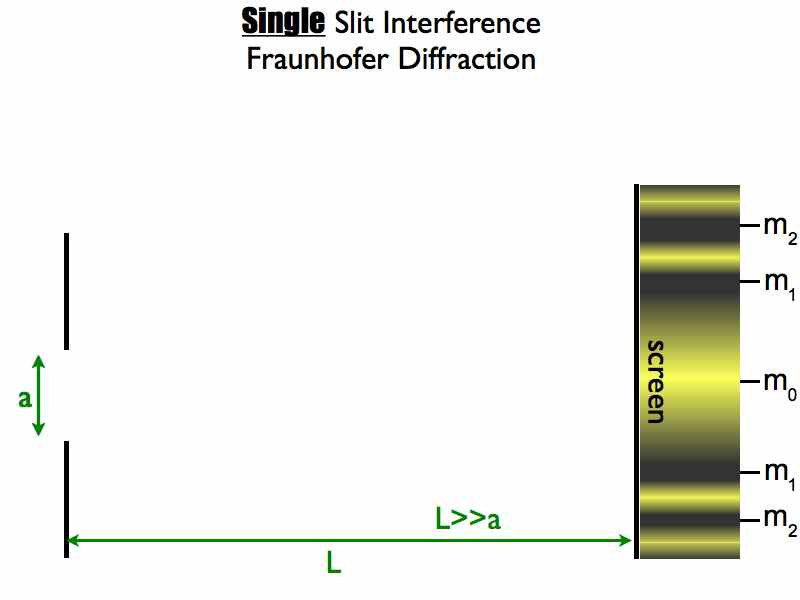 Single Slit Interference
Fraunhofer Diffraction
m2
m1
screen
a
m0
m1
L>>a
m2
L